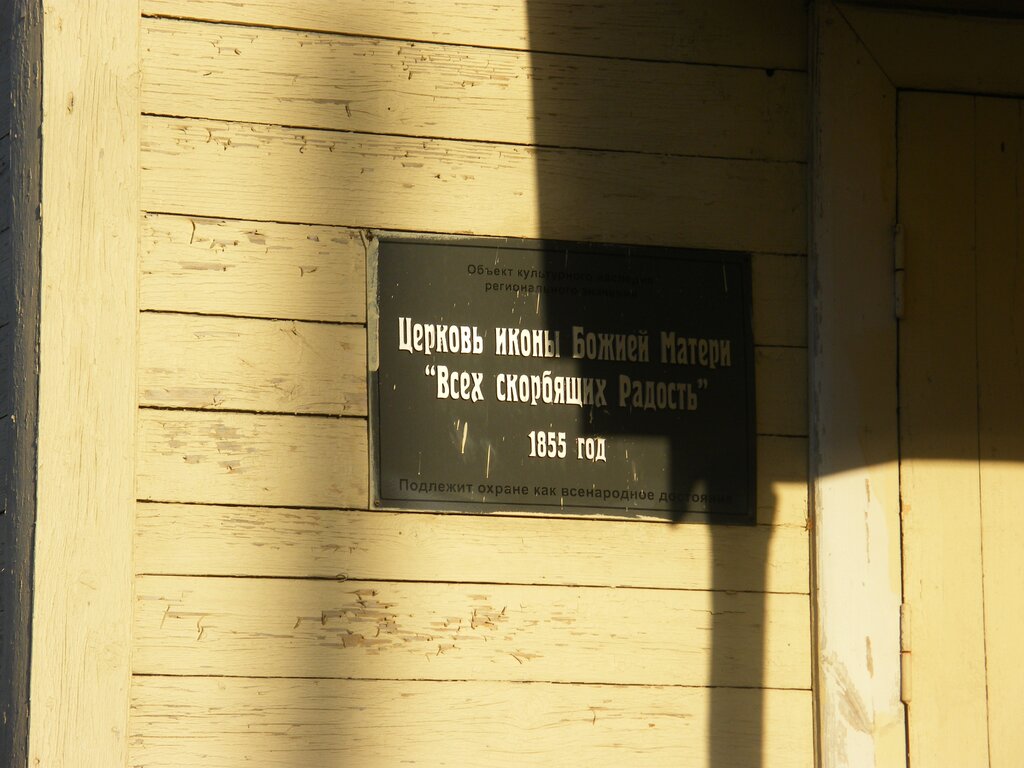 Объект культурного наследия
регионального значения
Церковь иконы Божией Матери
“Всех скорбящих Радость”
1855 год
Подлежит охране как всенародное достояние